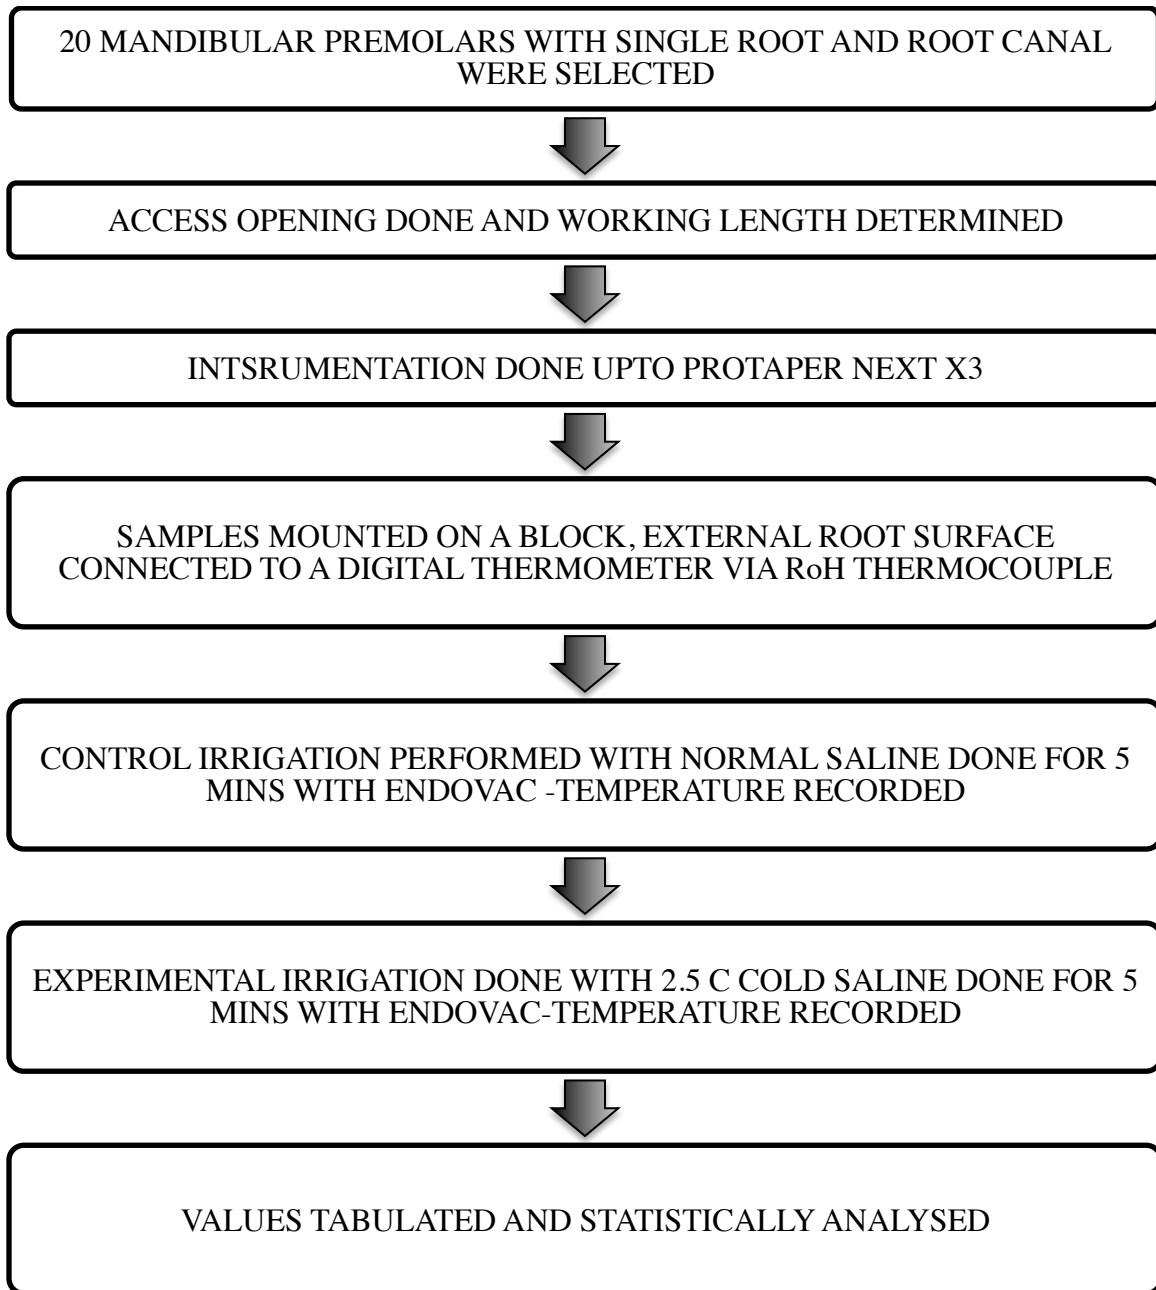 20 MANDIBULAR PREMOLARS WITH SINGLE ROOT AND ROOT CANAL
WERE SELECTED
ACCESS OPENING DONE AND WORKING LENGTH DETERMINED
INTSRUMENTATION DONE UPTO PROTAPER NEXT X3
SAMPLES MOUNTED ON A BLOCK, EXTERNAL ROOT SURFACE
CONNECTED TO A DIGITAL THERMOMETER VIA RoH THERMOCOUPLE
CONTROL IRRIGATION PERFORMED WITH NORMAL SALINE DONE FOR 5
MINS WITH ENDOVAC -TEMPERATURE RECORDED
EXPERIMENTAL IRRIGATION DONE WITH 2.5 C COLD SALINE DONE FOR 5
MINS WITH ENDOVAC-TEMPERATURE RECORDED
VALUES TABULATED AND STATISTICALLY ANALYSED